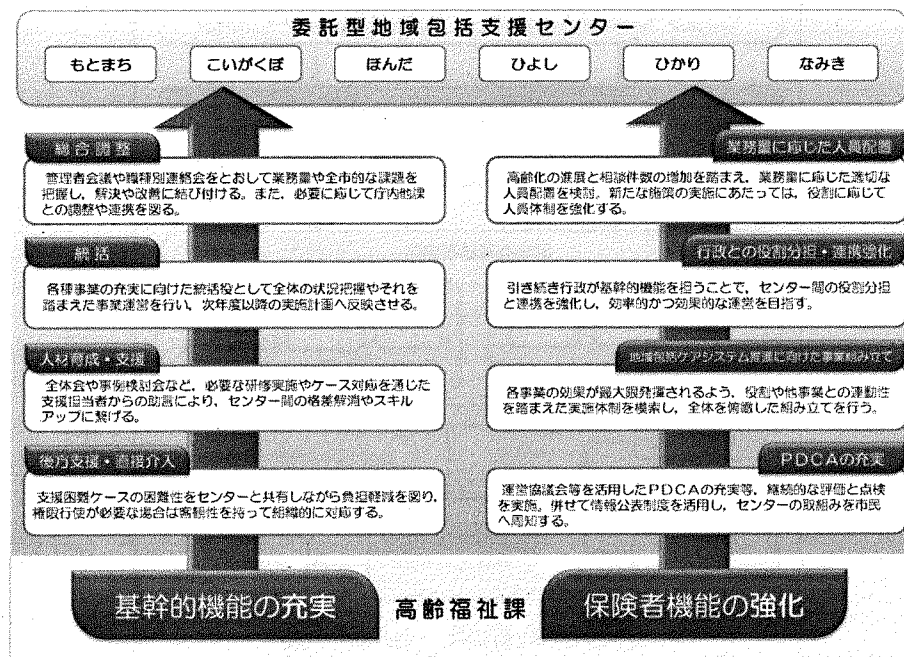 委託型地域包括支援センター
もとまち
こいがくぼ
ほんだ
ひよし
ひかり
なみき
総合調整
管理者会議や職種別連絡会をとおして業務量や全市的な課題を
把握し、解決や改善に結び付ける。また、必要に応じて庁内他課
との調整や連携を図る。
統括
各種事業の充実に向けた統括役として全体の状況把握やそれを
踏まえた事業運営を行い、次年度以降の実施計画へ反映させる。
人材育成・支援
全体会や事例検討会など、必要な研修実施やケース対応を通じた
支援担当者からの助言により、センター間の格差解消やスキル
アップに繋げる。
後方支援・直接介入
支援困難ケースの困難性をセンターと共有しながら負担軽減を図り、
権限行使が必要な場合は客観性を持って組織的に対応する。
業務量に応じた人員配置
高齢化の進展と相談件数の増加を踏まえ、業務量に応じた適切な
人員配置を検討。新たな施策の実施にあたっては、役割に応じて
人員体制を強化する。
行政との役割分担・連携強化
引き続き行政が基幹的機能を担うことで、センター間の役割分担
と連携を強化し、効率的かつ効果的な運営を目指す。
地域包括ケアシステム推進に向けた事業組み立て
各事業の効果が最大限発揮されるよう、役割や他事業との連動性
を踏まえた実施体制を模索し、全体を俯瞰した組み立てを行う。
PDCAの充実
運営協議会等を活用したPDCAの充実等、継続的な評価と点検
を実施。併せて情報公表制度を活用し、センターの取組みを市民
へ周知する。
基幹的機能の充実
高齢福祉課
保険者機能の強化